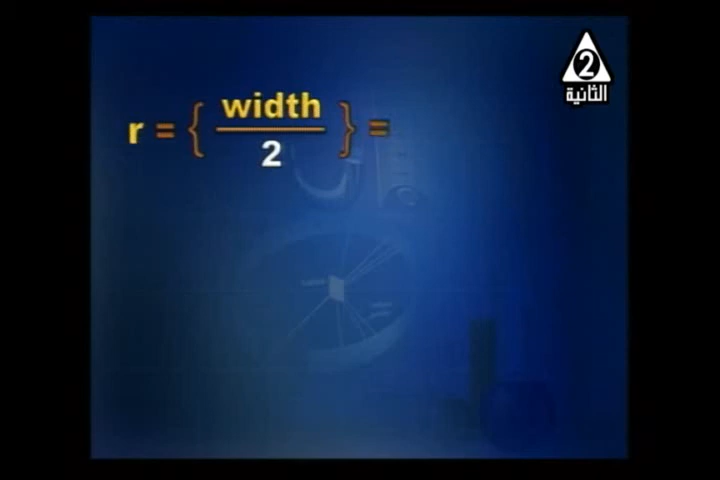 r = { width / 2 } =
2
الثانية